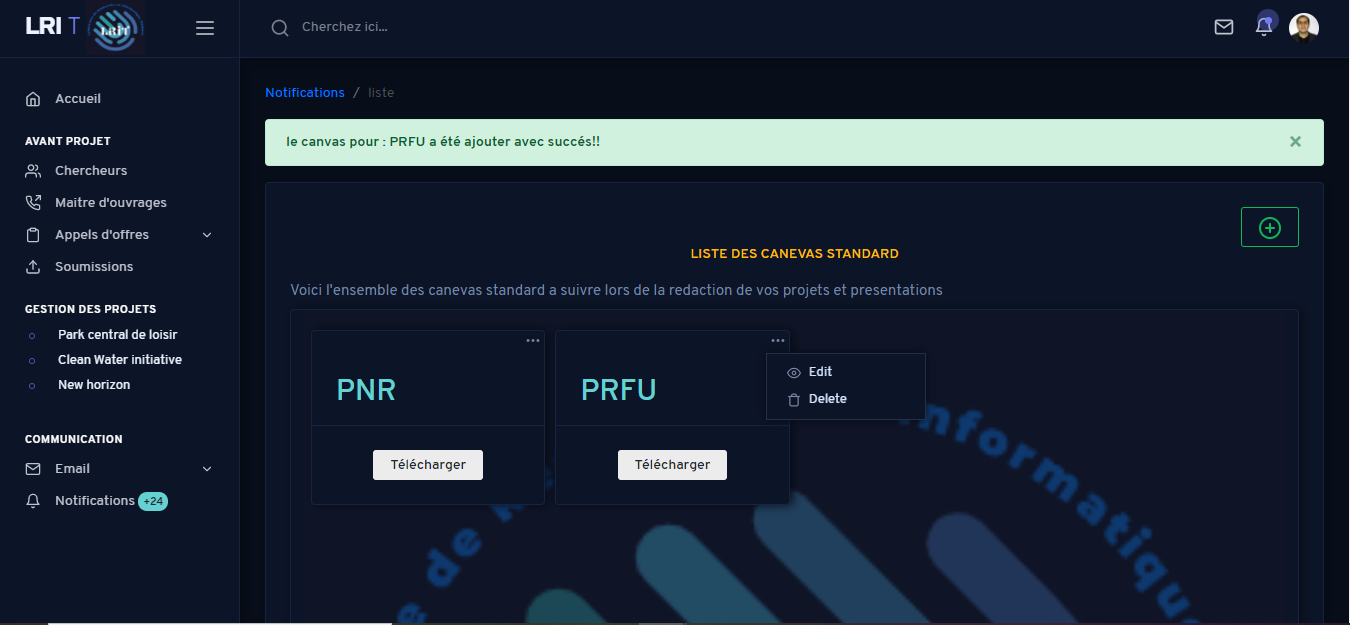 LRI T
LRIT
Cherchez ici...
Accueil
AVANT PROJET
Chercheurs
Maitre d'ouvrages
Appels d'offres
Soumissions
GESTION DES PROJETS
Park central de loisir
Clean Water initiative
New horizon
COMMUNICATION
Email
Notifications +24
Notifications / liste
le canvas pour : PRFU a été ajouter avec succés!!
LISTE DES CANEVAS STANDARD
Voici l'ensemble des canevas standard a suivre lors de la redaction de vos projets et presentations
PNR
Télécharger
PRFU
Télécharger
Edit
Delete
e de
informatique